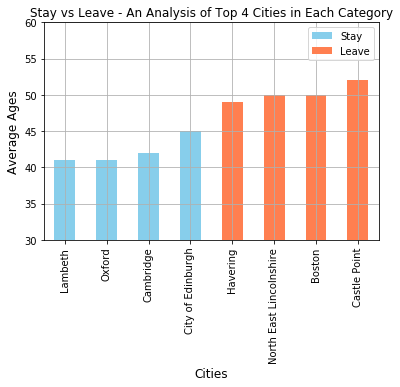 Stay vs Leave - An Analysis of Top 4 Cities in Each Category
Stay
Leave
Average Ages
60
55
50
45
40
35
30
Lambeth
Oxford
Cambridge
City of Edinburgh
Havering
North East Lincolnshire
Boston
Castle Point
Cities